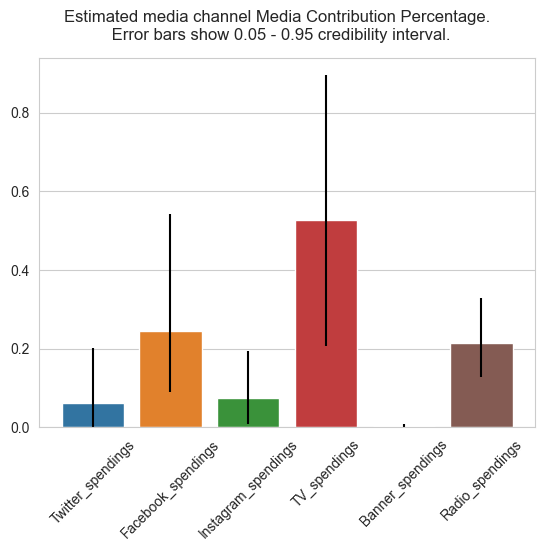 Estimated media channel Media Contribution Percentage.
Error bars show 0.05 - 0.95 credibility interval.
0.8
0.6
0.4
0.2
0.0
Twitter_spendings
Facebook_spendings
Instagram_spendings
TV_spendings
Banner_spendings
Radio_spendings